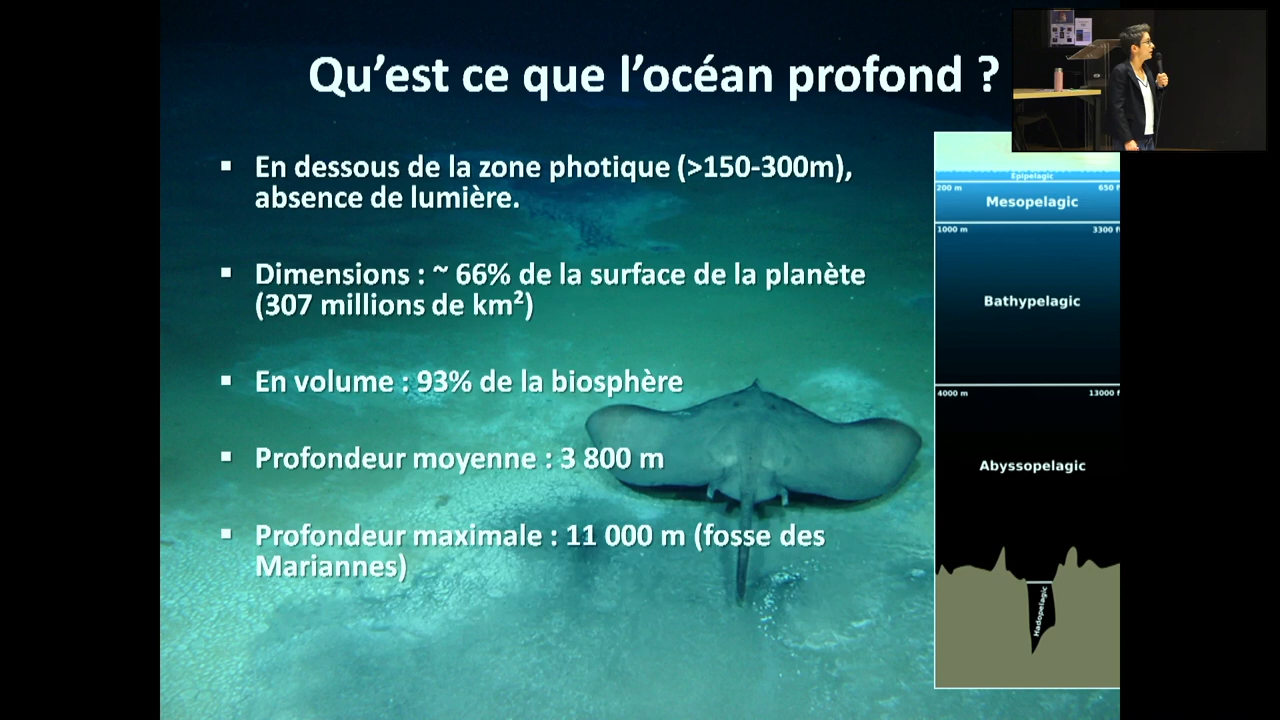 Qu’est ce que l’océan profond ?
▪ En dessous de la zone photique (>150-300m),
absence de lumière.
▪ Dimensions : ~ 66% de la surface de la planète
(307 millions de km²)
▪ En volume : 93% de la biosphère
▪ Profondeur moyenne : 3 800 m
▪ Profondeur maximale : 11 000 m (fosse des
Mariannes)
Epipelagic
200 m 650 f
Mesopelagic
1000 m 3300 f
Bathypelagic
4000 m 13000 f
Abyssopelagic
Hadopelagic